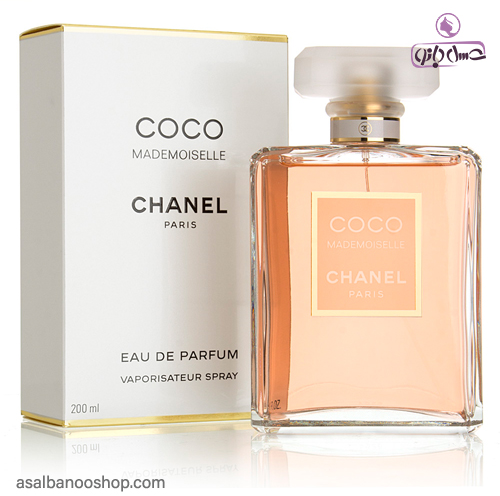 عسل بانو
COCO
MADEMOISELLE
CHANEL
PARIS
EAU DE PARFUM
VAPORISATEUR SPRAY
200 ml
COCO
MADEMOISELLE
CHANEL
PARIS
asalbanooshop.com